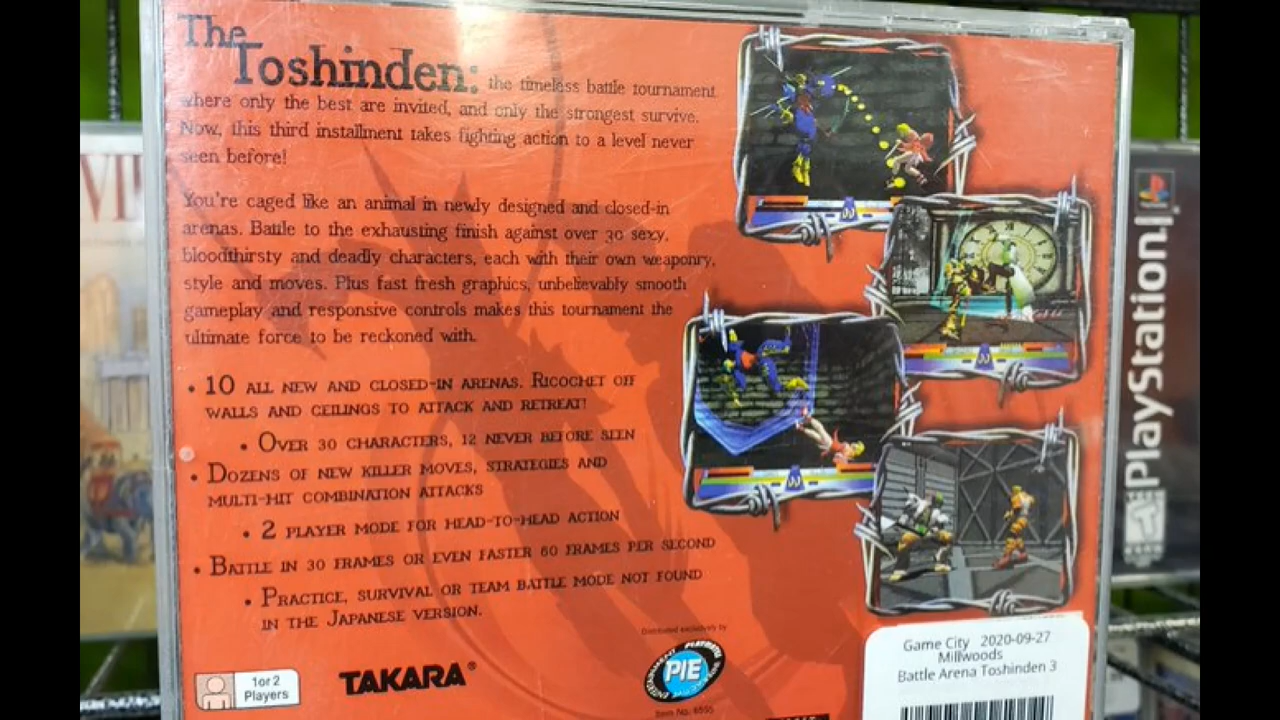 The
Toshinden: the timeless battle tournament
where only the best are invited, and only the strongest survive.
Now, this third installment takes fighting action to a level never
seen before!
You're caged like an animal in newly designed and closed-in
arenas. Battle to the exhausting finish against over 30 sexy,
bloodthirsty and deadly characters, each with their own weaponry,
style and moves. Plus fast fresh graphics, unbelievably smooth
gameplay and responsive controls makes this tournament the
ultimate force to be reckoned with.
• 10 ALL NEW AND CLOSED-IN ARENAS. RICOCHET OFF
WALLS AND CEILINGS TO ATTACK AND RETREAT!
• OVER 30 CHARACTERS, 12 NEVER BEFORE SEEN
• DOZENS OF NEW KILLER MOVES, STRATEGIES AND
MULTI-HIT COMBINATION ATTACKS
• 2 PLAYER MODE FOR HEAD-TO-HEAD ACTION
• BATTLE IN 30 FRAMES OR EVEN FASTER 60 FRAMES PER SECOND
• PRACTICE, SURVIVAL OR TEAM BATTLE MODE NOT FOUND
IN THE JAPANESE VERSION.
1 or 2
Players
TAKARA®
Distributed exclusively by
PLAYMATES
INTERACTIVE
ENTERTAINMENT
PIE
Item No. 6555
Game City 2020-09-27
Millwoods
Battle Arena Toshinden 3
PlayStation